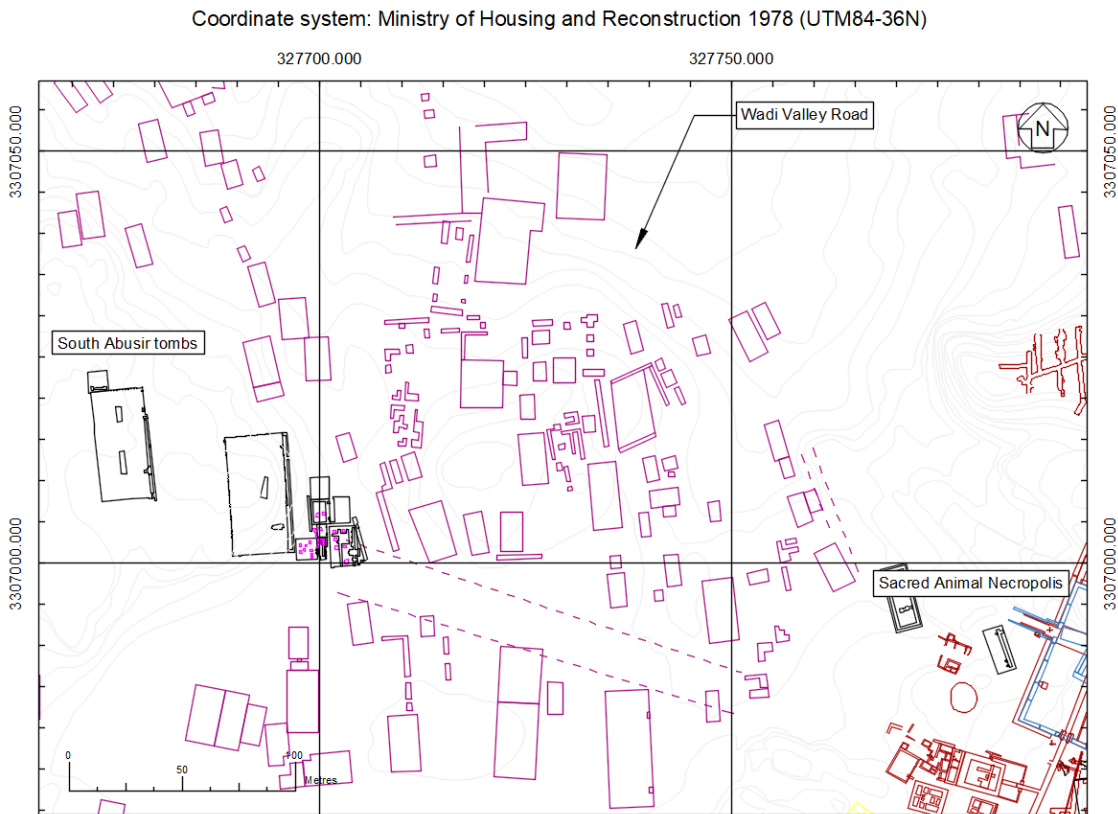 Coordinate system: Ministry of Housing and Reconstruction 1978 (UTM84-36N)
327700.000
327750.000
3307050.000
3307050.000
Wadi Valley Road
N
South Abusir tombs
3307000.000
3307000.000
Sacred Animal Necropolis
0
50
100
Metres